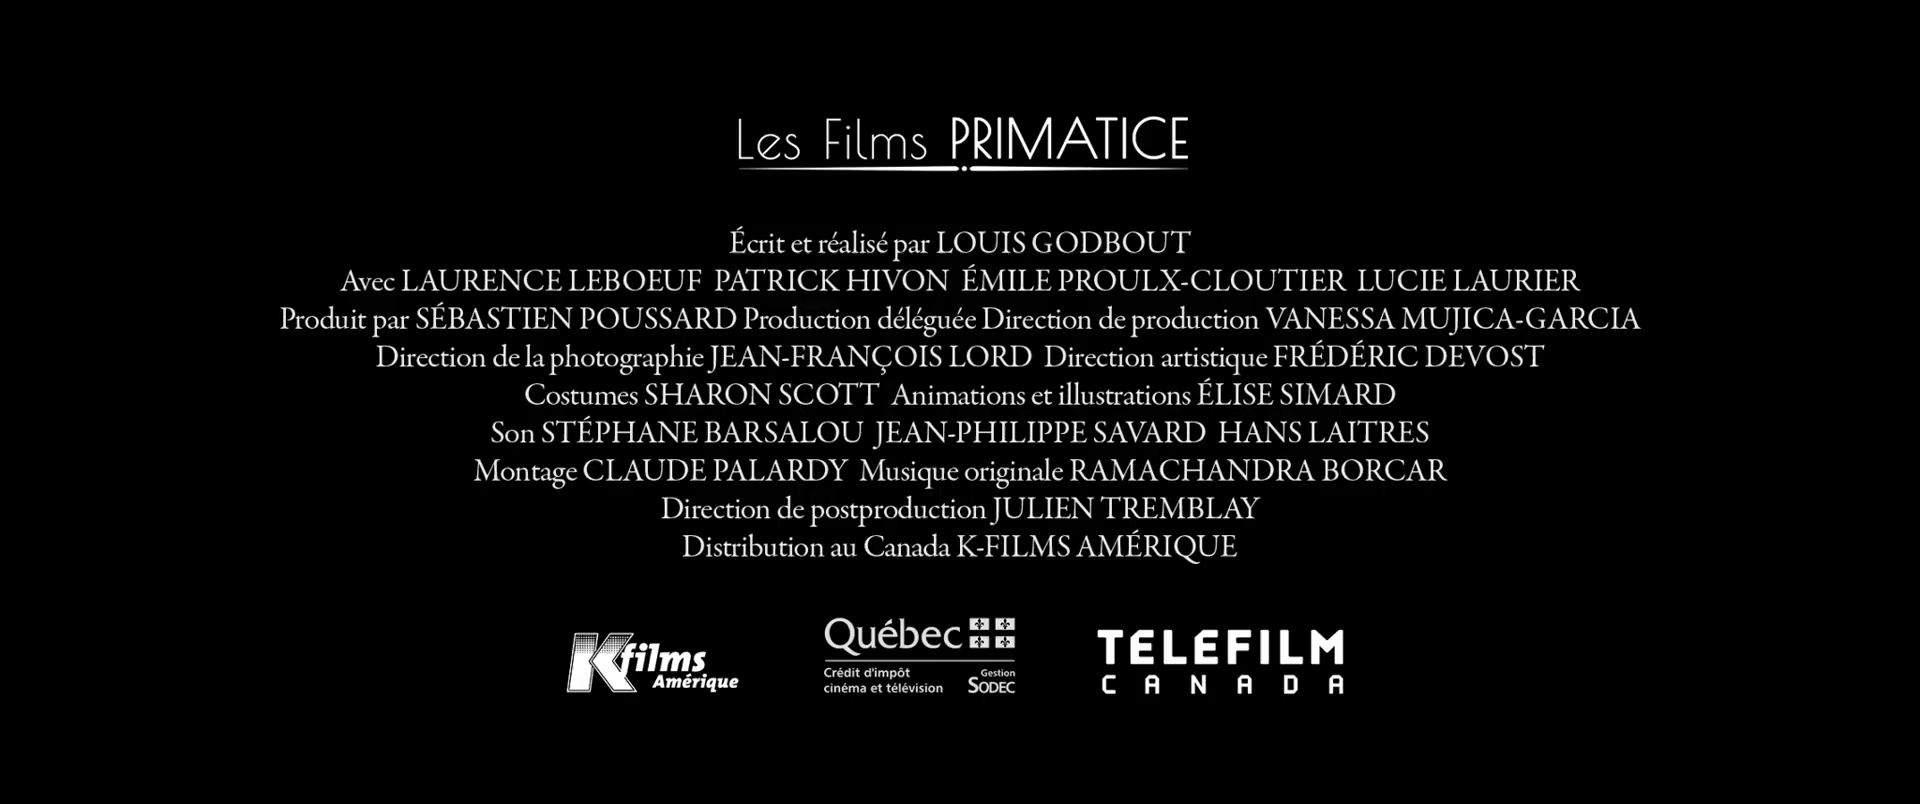 Les Films PRIMATICE
Écrit et réalisé par LOUIS GODBOUT
Avec LAURENCE LEBOEUF PATRICK HIVON ÉMILE PROULX-CLOUTIER LUCIE LAURIER
Produit par SÉBASTIEN POUSSARD Production déléguée Direction de production VANESSA MUJICA-GARCIA
Direction de la photographie JEAN-FRANÇOIS LORD Direction artistique FRÉDÉRIC DEVOST
Costumes SHARON SCOTT Animations et illustrations ÉLISE SIMARD
Son STÉPHANE BARSALOU JEAN-PHILIPPE SAVARD HANS LAITRES
Montage CLAUDE PALARDY Musique originale RAMACHANDRA BORCAR
Direction de postproduction JULIEN TREMBLAY
Distribution au Canada K-FILMS AMÉRIQUE
Kfilms
Amérique
Québec
Crédit d'impôt
cinéma et télévision
Gestion
SODEC
TELEFILM
CANADA